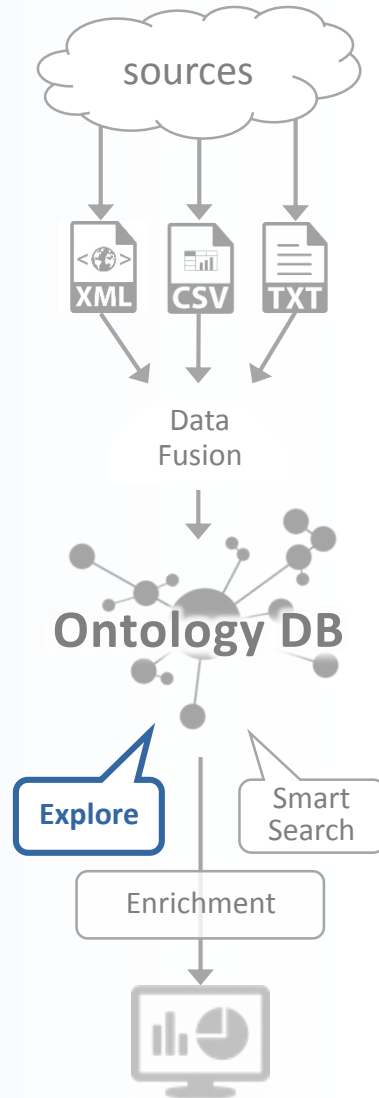 sources
XML
CSV
TXT
Data
Fusion
Ontology DB
Explore
Smart
Search
Enrichment